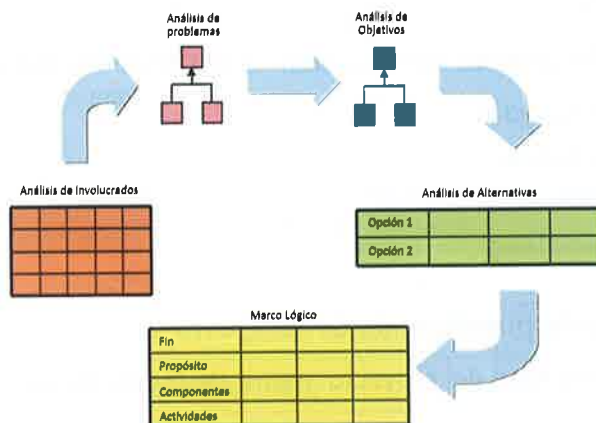 Análisis de
problemas
Análisis de
Objetivos
Análisis de Involucrados
Análisis de Alternativas
Opción 1
Opción 2
Marco Lógico
Fin
Propósito
Componentes
Actividades